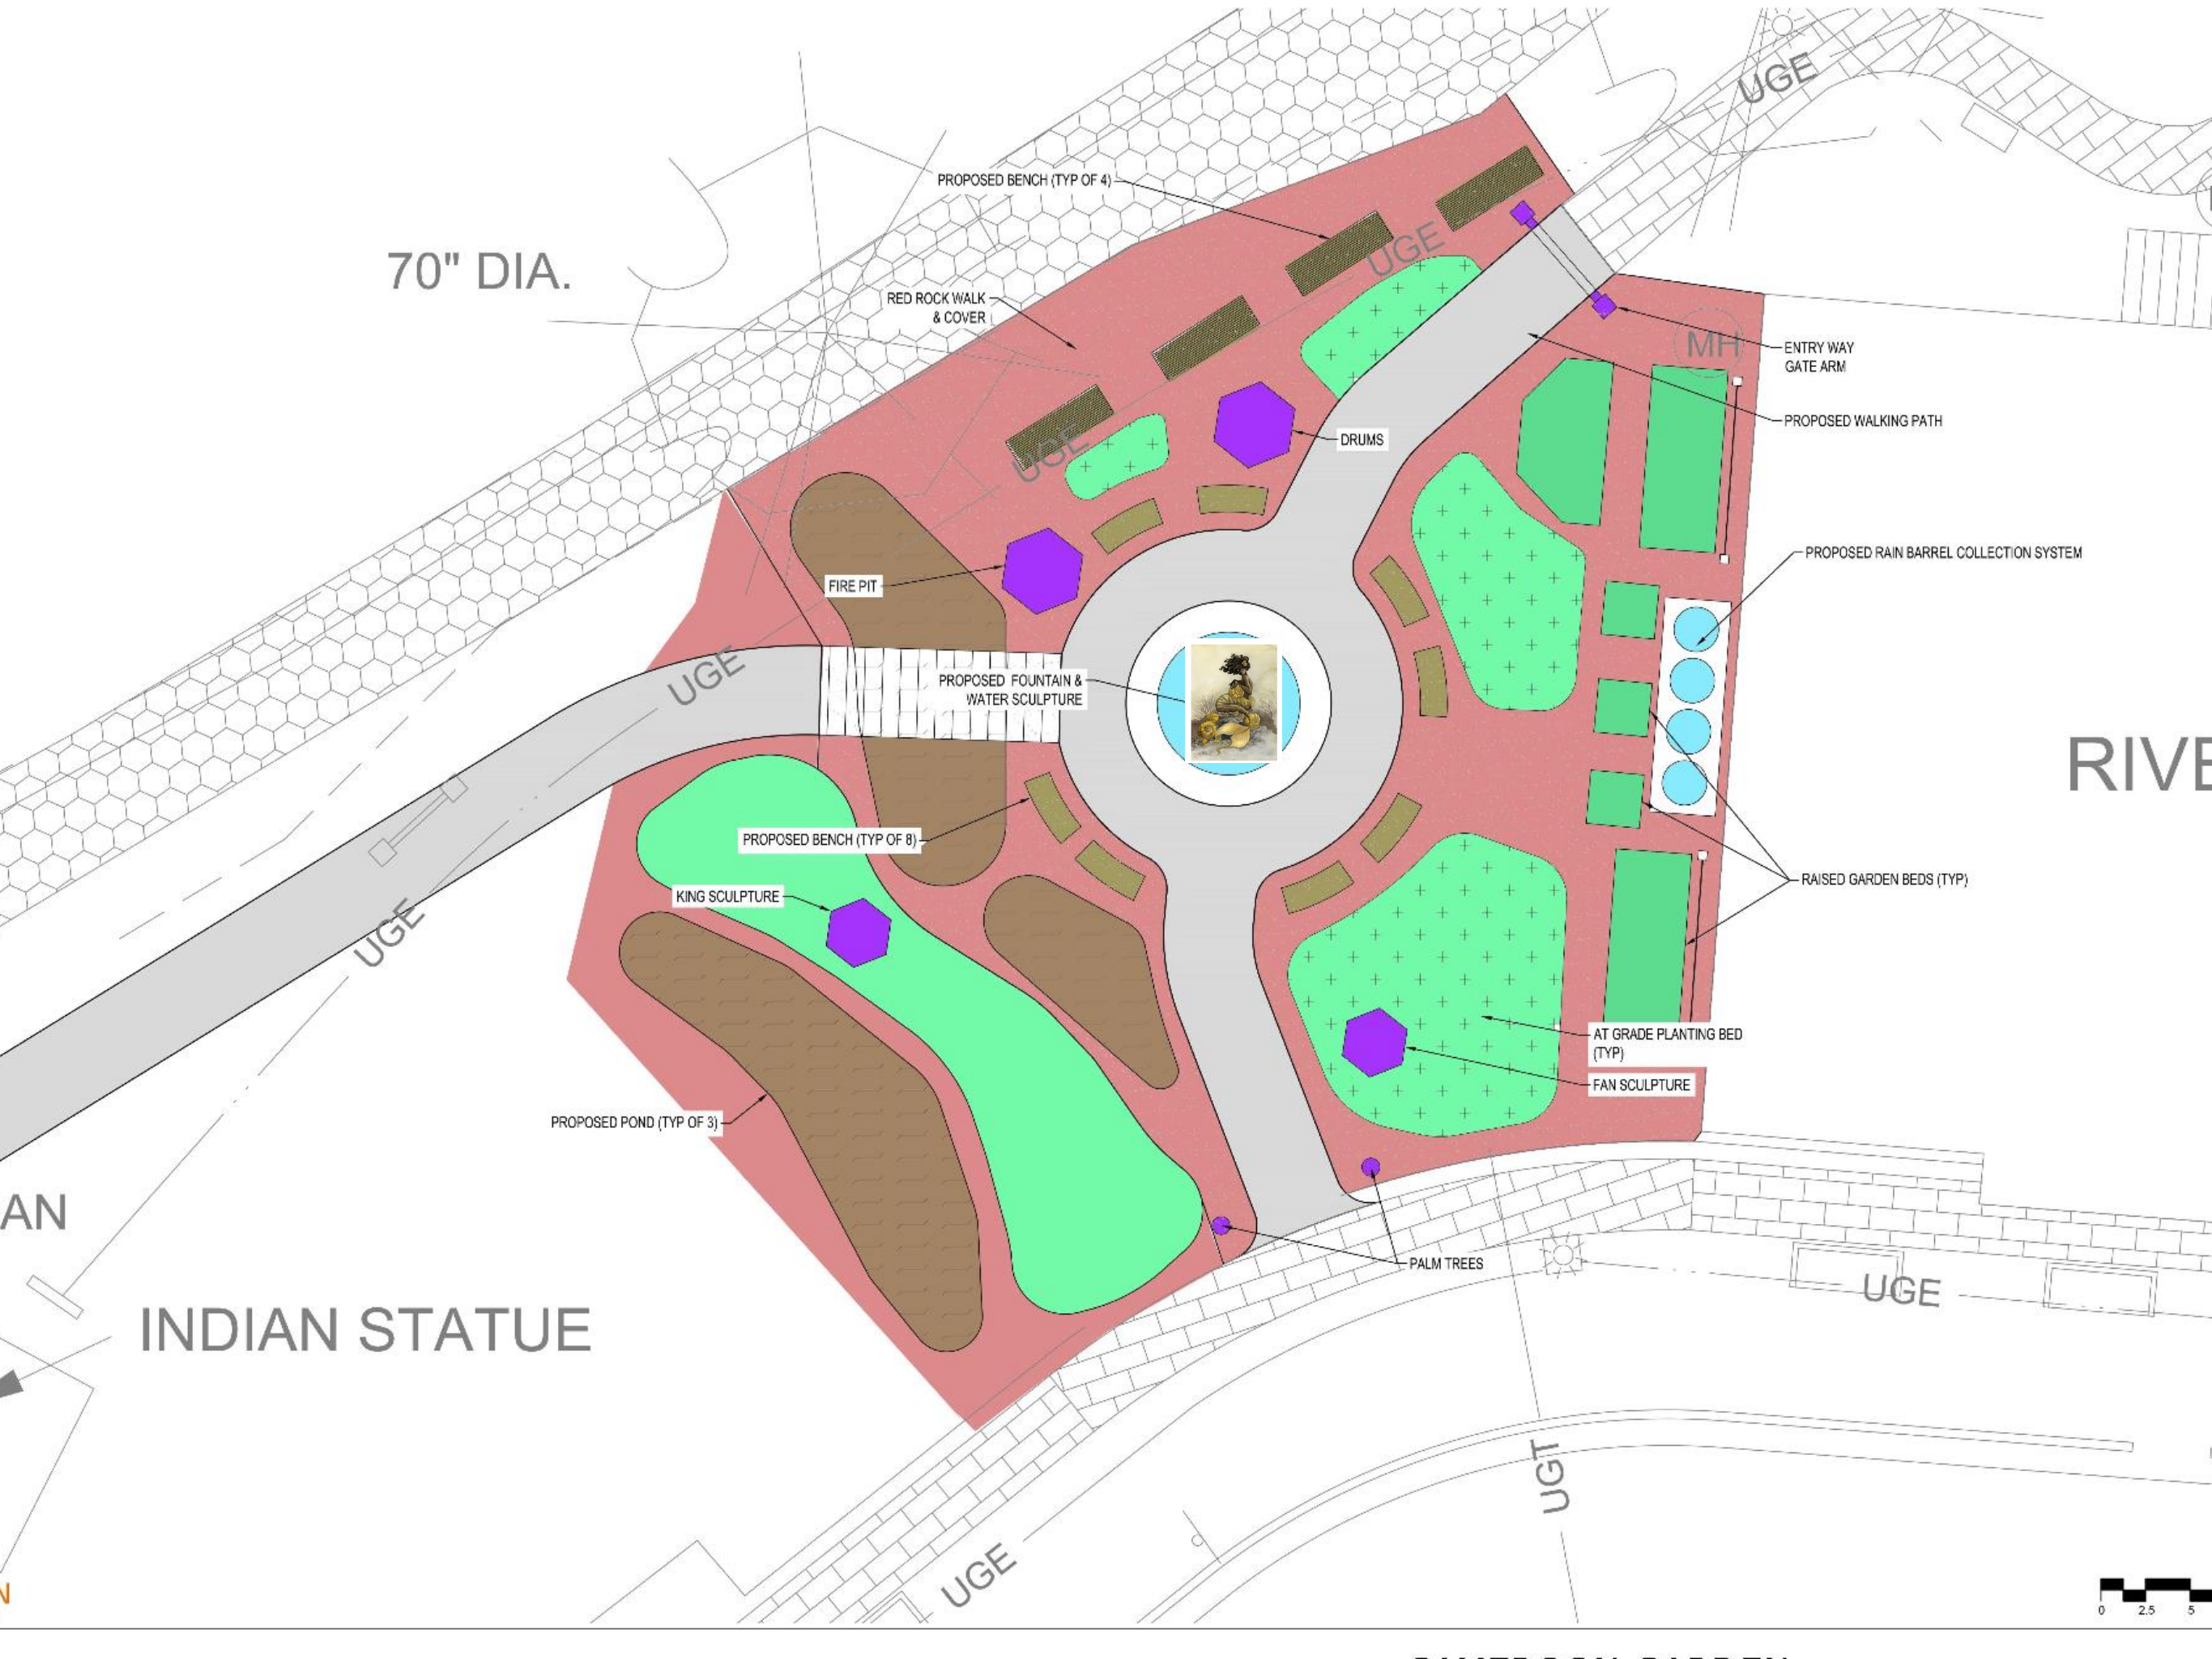 UGE
PROPOSED BENCH (TYP OF 4)
UGE
70" DIA.
RED ROCK WALK
& COVER
MH
ENTRY WAY
GATE ARM
PROPOSED WALKING PATH
DRUMS
UGE
PROPOSED RAIN BARREL COLLECTION SYSTEM
FIRE PIT
UGE
PROPOSED FOUNTAIN &
WATER SCULPTURE
PROPOSED BENCH (TYP OF 8)
KING SCULPTURE
RAISED GARDEN BEDS (TYP)
UGE
AT GRADE PLANTING BED
(TYP)
FAN SCULPTURE
PROPOSED POND (TYP OF 3)
AN
PALM TREES
UGE
INDIAN STATUE
UGT
UGE
N
0 2.5 5